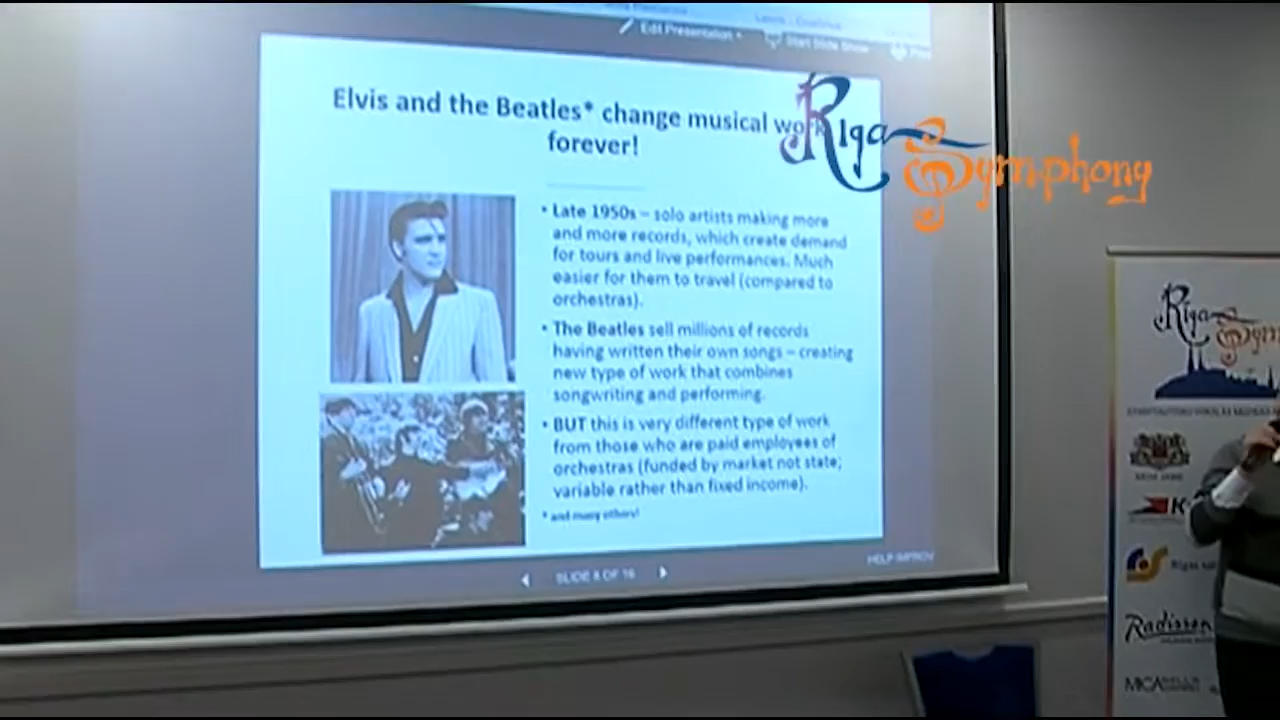 Edit Presentation
Start Slide Show
Elvis and the Beatles* change musical work
forever!
Riga
Symphony
• Late 1950s – solo artists making more
and more records, which create demand
for tours and live performances. Much
easier for them to travel (compared to
orchestras).
• The Beatles sell millions of records
having written their own songs – creating
new type of work that combines
songwriting and performing.
• BUT this is very different type of work
from those who are paid employees of
orchestras (funded by market not state;
variable rather than fixed income).
* and many others!
SLIDE 8 OF 16
HELP IMPROV
Riga
Sym
K
Rigas
Radisson
MICA